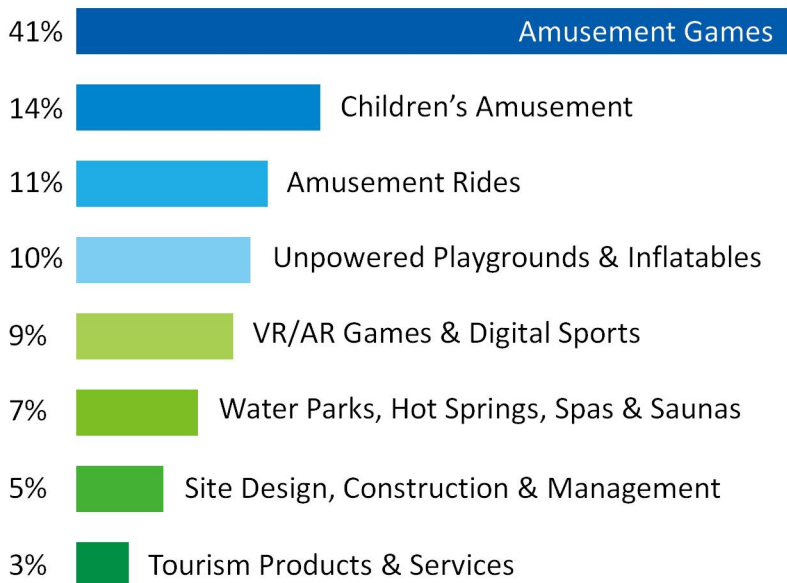 41% Amusement Games
14% Children’s Amusement
11% Amusement Rides
10% Unpowered Playgrounds & Inflatables
9% VR/AR Games & Digital Sports
7% Water Parks, Hot Springs, Spas & Saunas
5% Site Design, Construction & Management
3% Tourism Products & Services